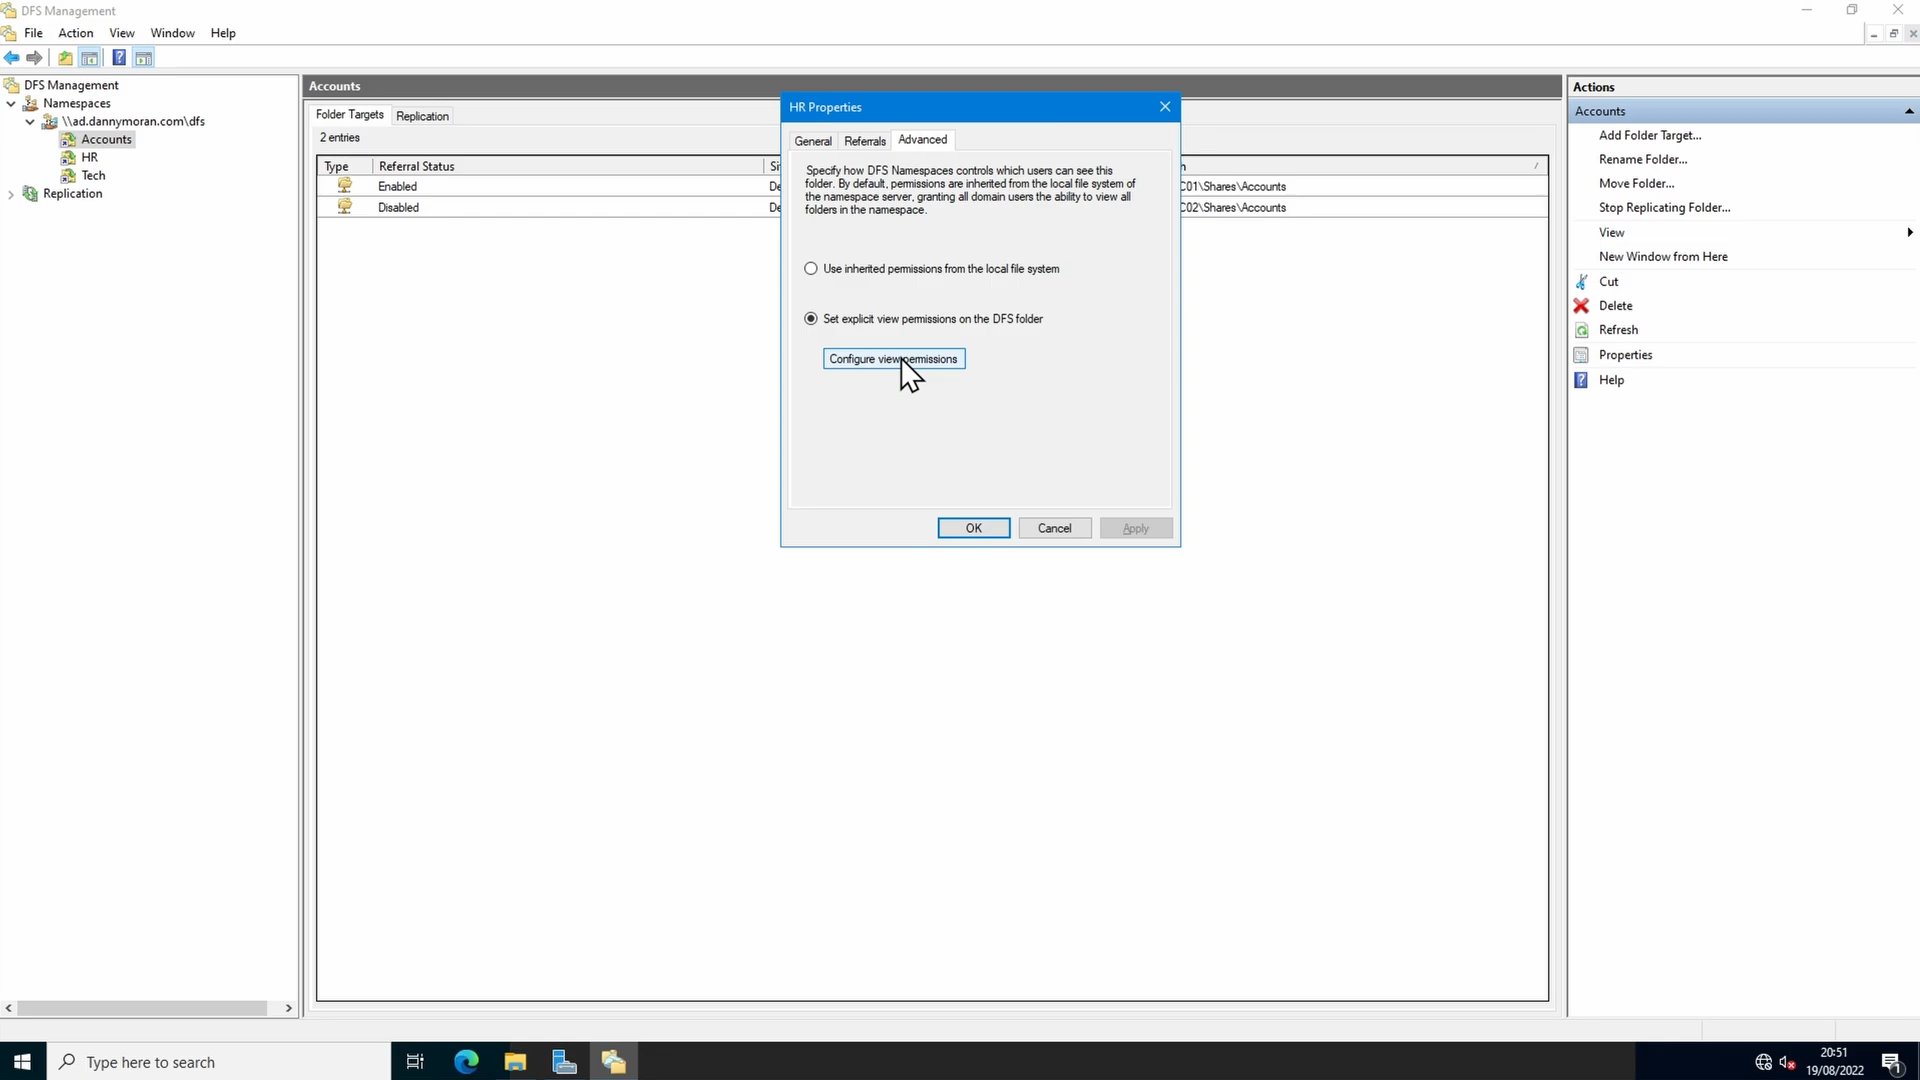 DFS Management
File Action View Window Help
DFS Management
Namespaces
\\ad.dannymoran.com\dfs
Accounts
HR
Tech
Replication
Accounts
Folder Targets Replication
2 entries
Type Referral Status
Enabled C01\Shares\Accounts
Disabled C02\Shares\Accounts
HR Properties
General Referrals Advanced
Specify how DFS Namespaces controls which users can see this
folder. By default, permissions are inherited from the local file system of
the namespace server, granting all domain users the ability to view all
folders in the namespace.
Use inherited permissions from the local file system
Set explicit view permissions on the DFS folder
Configure view permissions
OK Cancel Apply
Actions
Accounts
Add Folder Target...
Rename Folder...
Move Folder...
Stop Replicating Folder...
View
New Window from Here
Cut
Delete
Refresh
Properties
Help
Type here to search
20:51
19/08/2022
1